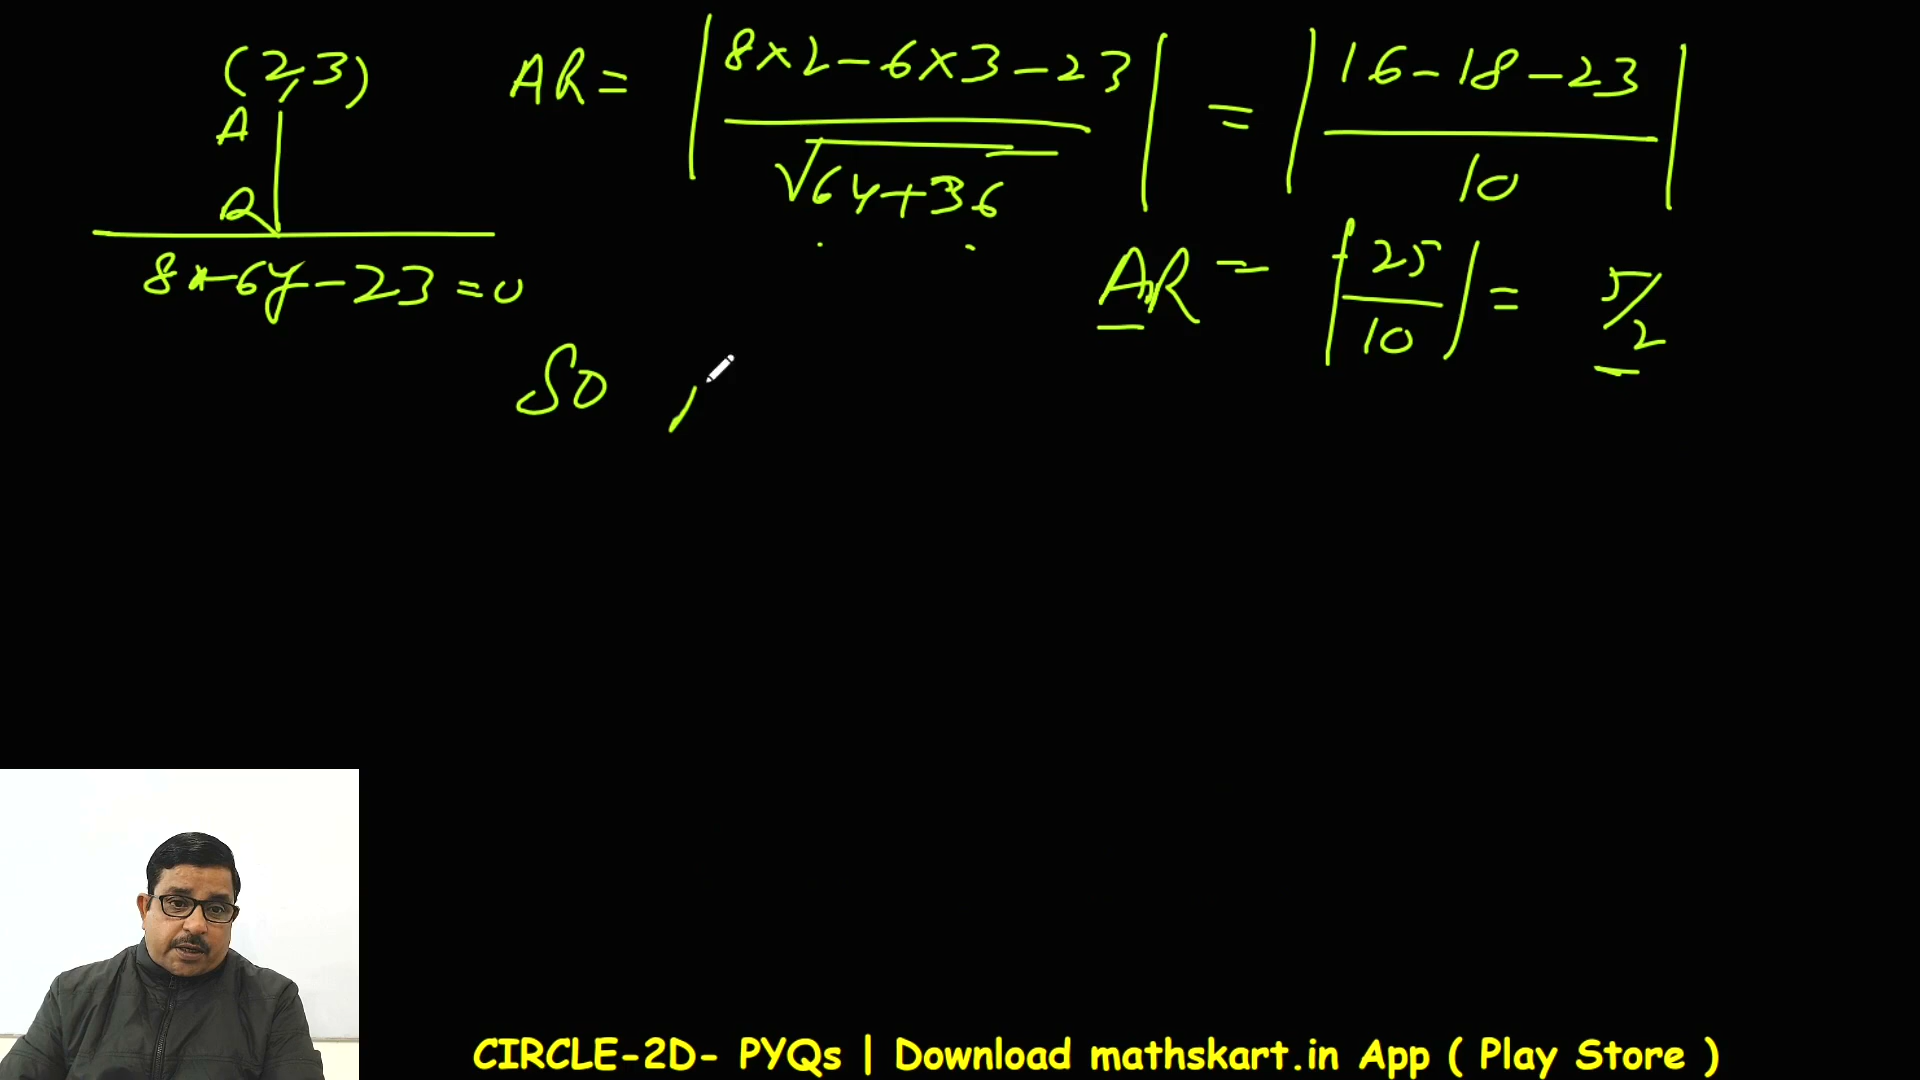 (2,3) AR = |8×2-6×3-23 / √64+36| = |16-18-23 / 10|
A
R
8x-6y-23=0
AR = |-25/10| = 5/2
So
CIRCLE-2D- PYQs | Download mathskart.in App ( Play Store )